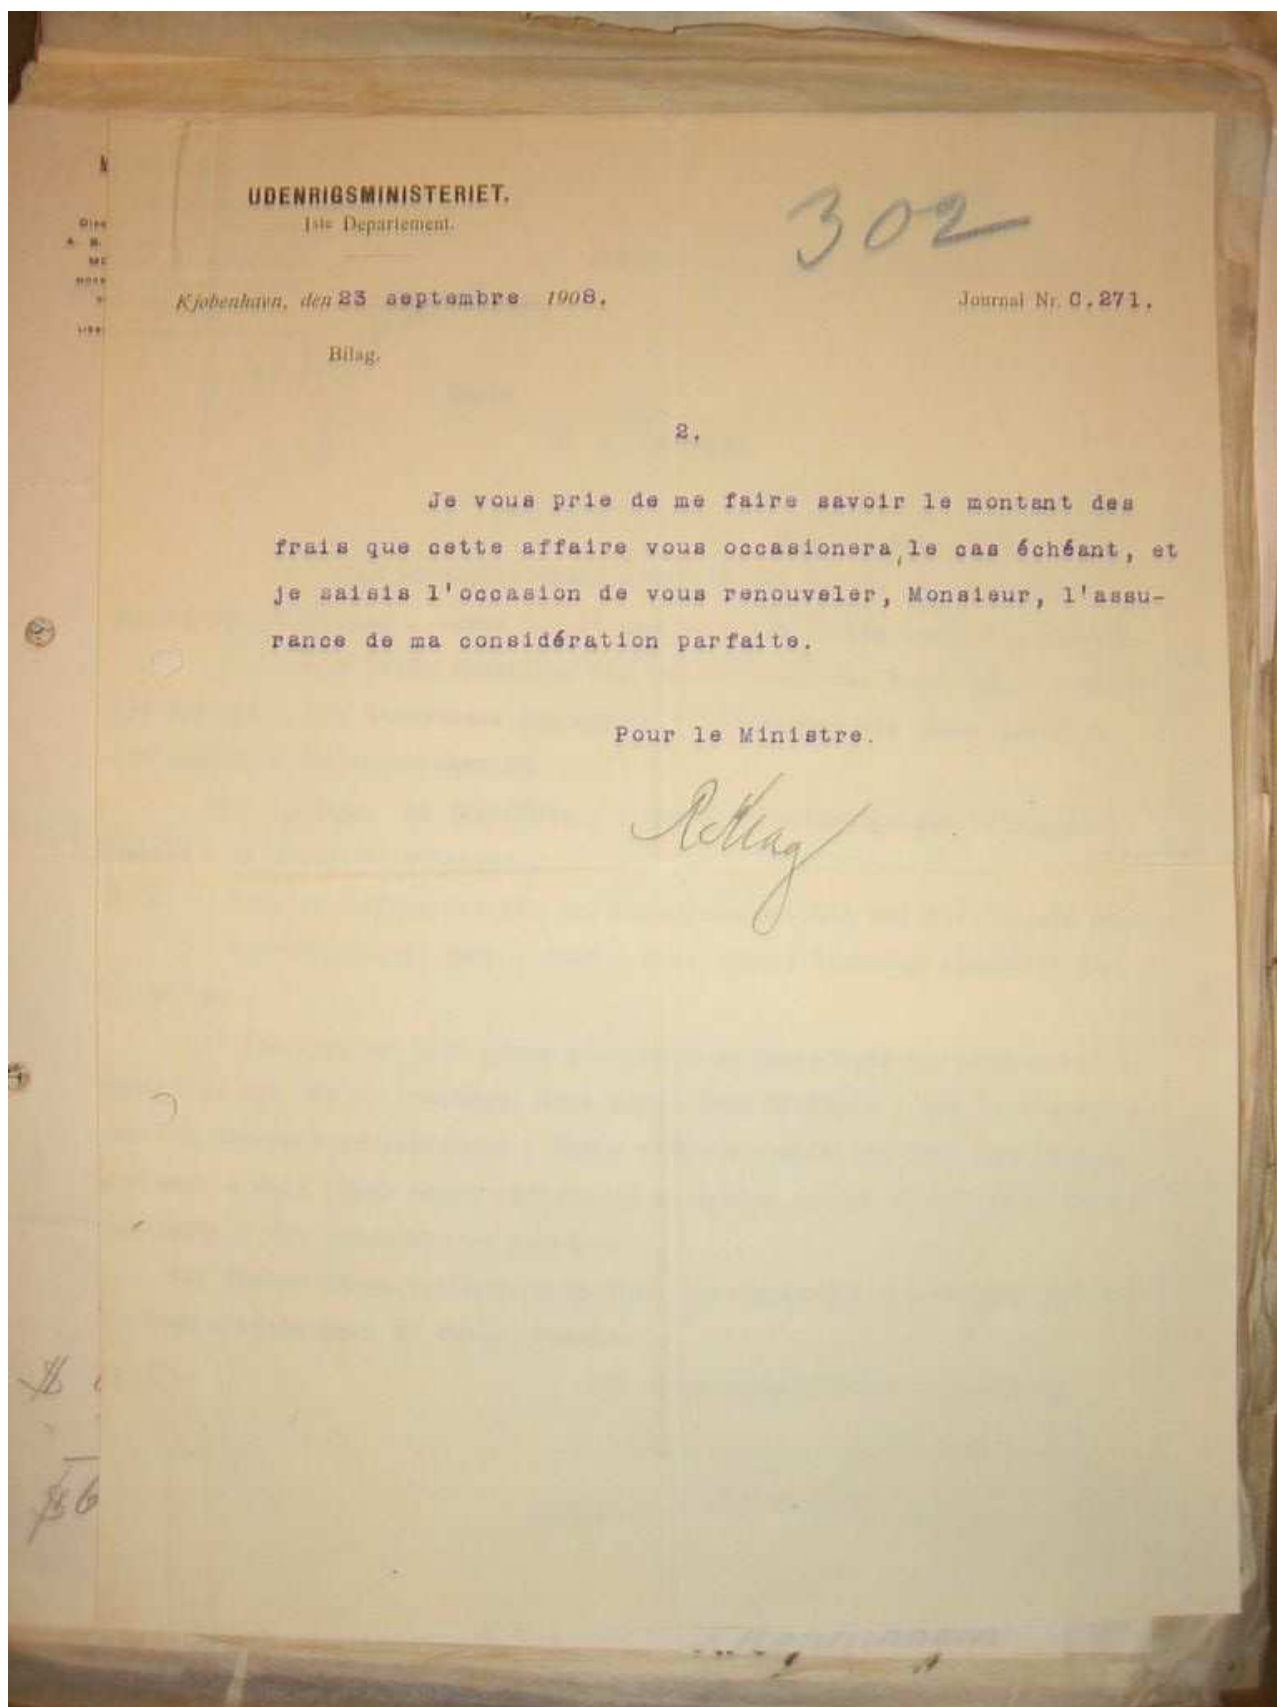 UDENRIGSMINISTERIET.
1ste Departement.
302
Kjøbenhavn, den 23 septembre 1908.
Journal Nr. C.271.
Bilag.
2.
Je vous prie de me faire savoir le montant des
frais que cette affaire vous occasionera, le cas échéant, et
je saisis l'occasion de vous renouveler, Monsieur, l'assu-
rance de ma considération parfaite.
Pour le Ministre.
$
$6